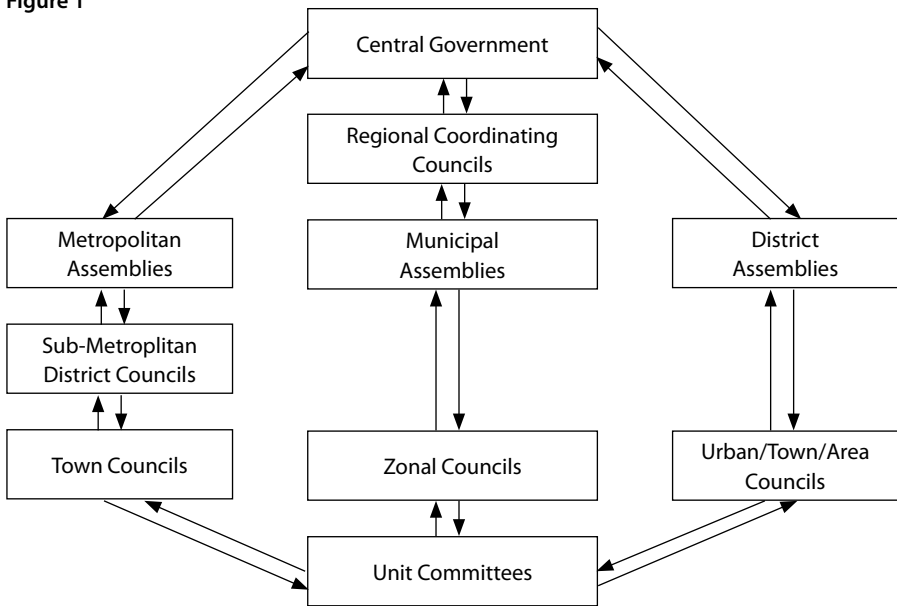 Figure 1
Central Government
Regional Coordinating
Councils
Metropolitan
Assemblies
Municipal
Assemblies
District
Assemblies
Sub-Metroplitan
District Councils
Town Councils
Zonal Councils
Urban/Town/Area
Councils
Unit Committees